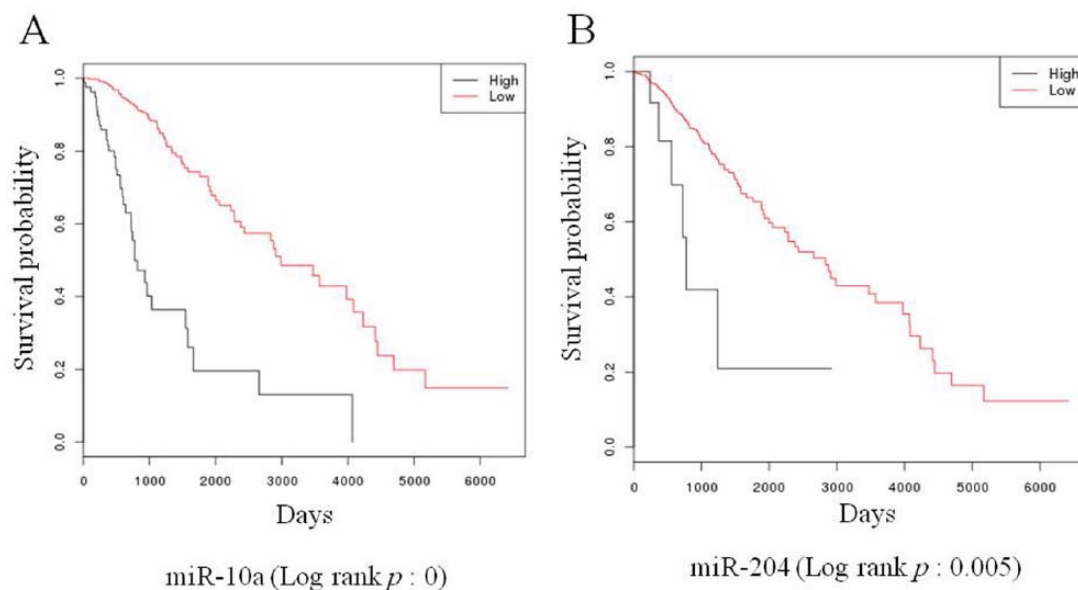 A
B
High
Low
High
Low
Survival probability
Survival probability
1.0
0.8
0.6
0.4
0.2
0.0
1.0
0.8
0.6
0.4
0.2
0.0
0 1000 2000 3000 4000 5000 6000
0 1000 2000 3000 4000 5000 6000
Days
Days
miR-10a (Log rank p : 0)
miR-204 (Log rank p : 0.005)